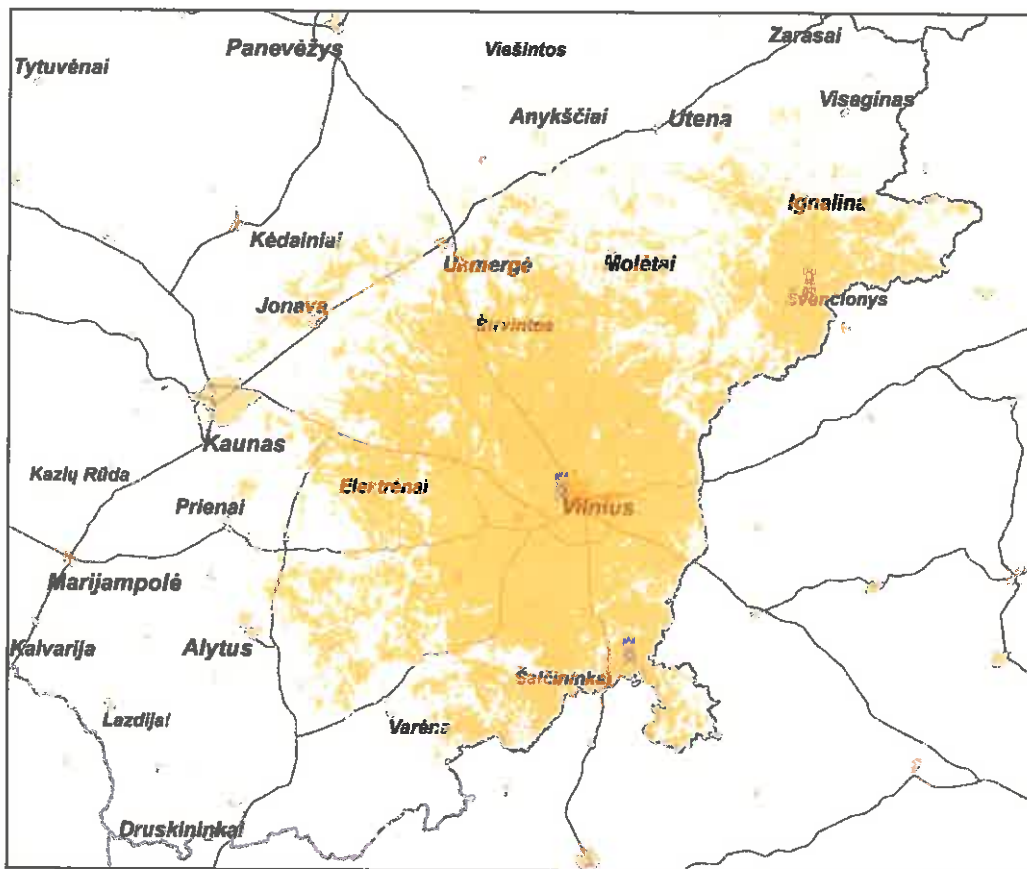 Zarasai
Panevėžys
Viešintos
Tytuvėnai
Visaginas
Anykščiai
Utena
Ignalina
Kėdainiai
Ukmergė
Molėtai
Jonava
Švenčionys
Širvintos
Kaunas
Kazlų Rūda
Elektrėnai
Prienai
Vilnius
Marijampolė
Kalvarija
Alytus
Šalčininkai
Lazdijai
Varėna
Druskininkai